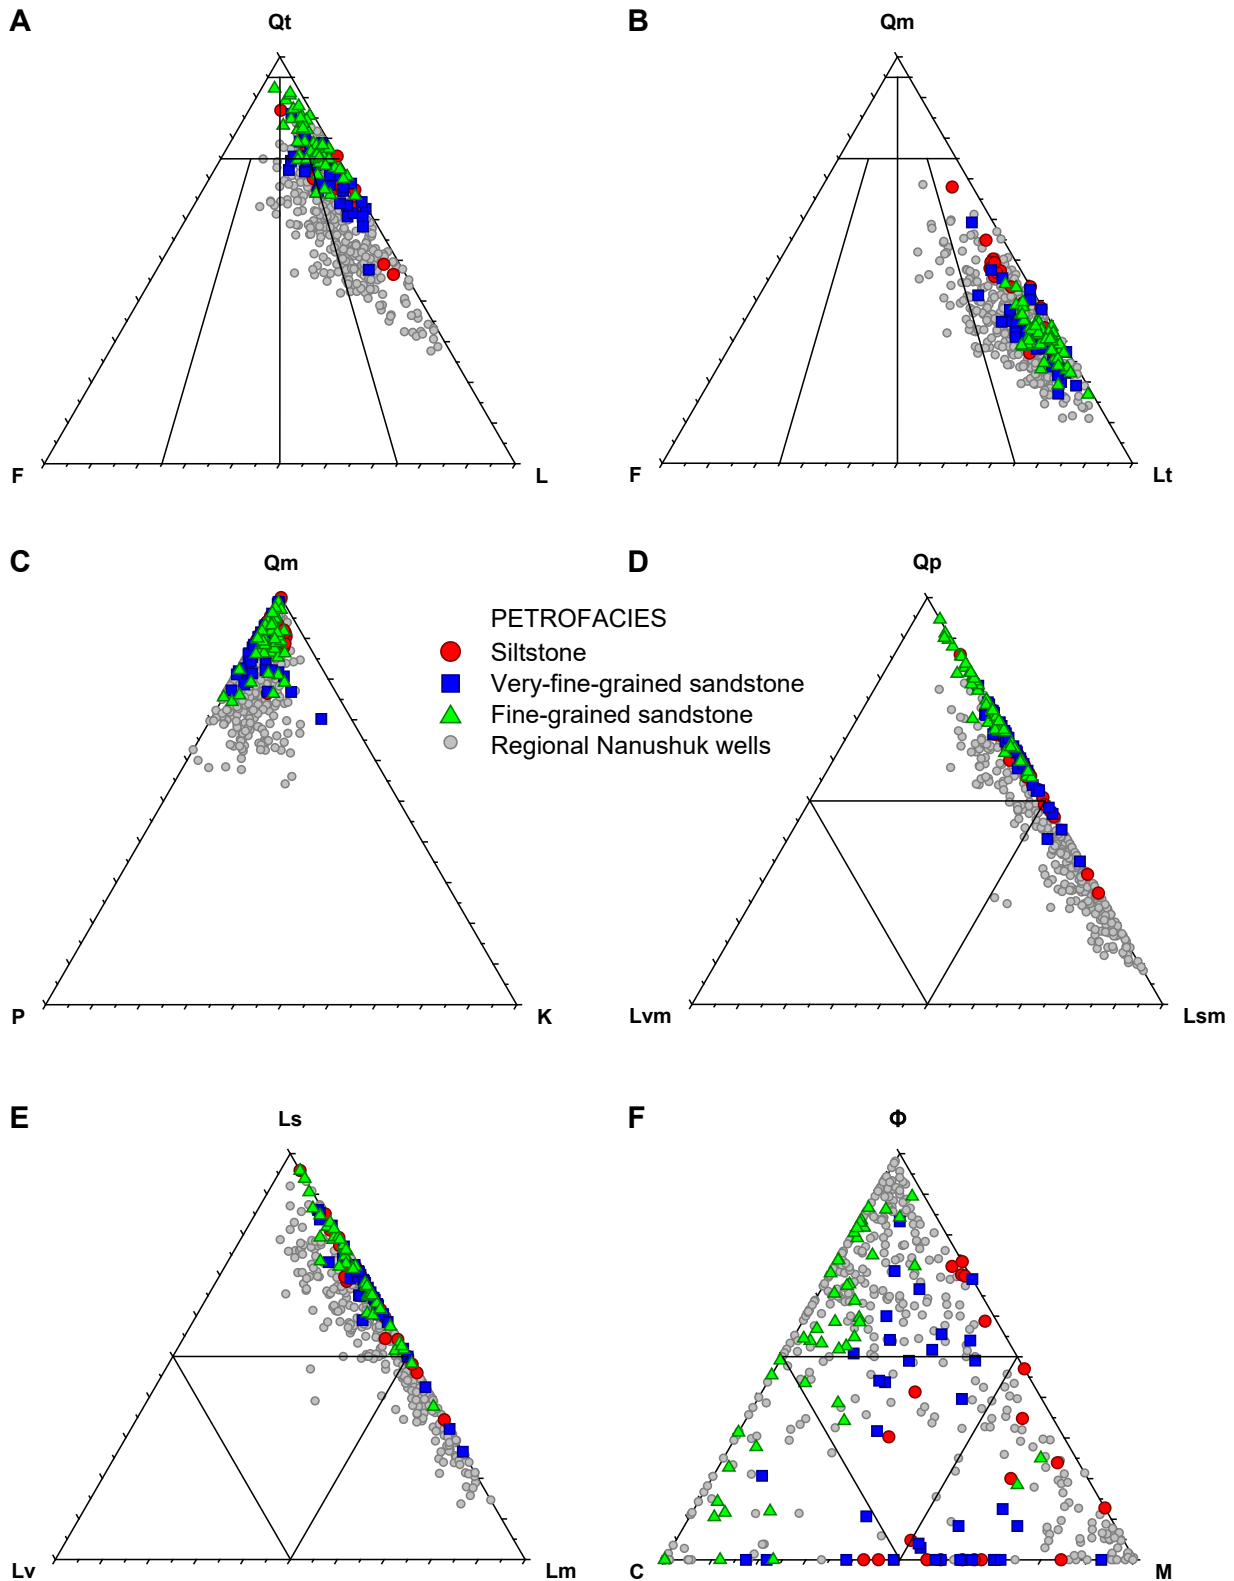 A
Qt
F
L
B
Qm
F
Lt
C
Qm
P
K
PETROFACIES
Siltstone
Very-fine-grained sandstone
Fine-grained sandstone
Regional Nanushuk wells
D
Qp
Lvm
Lsm
E
Ls
Lv
Lm
F
Φ
C
M